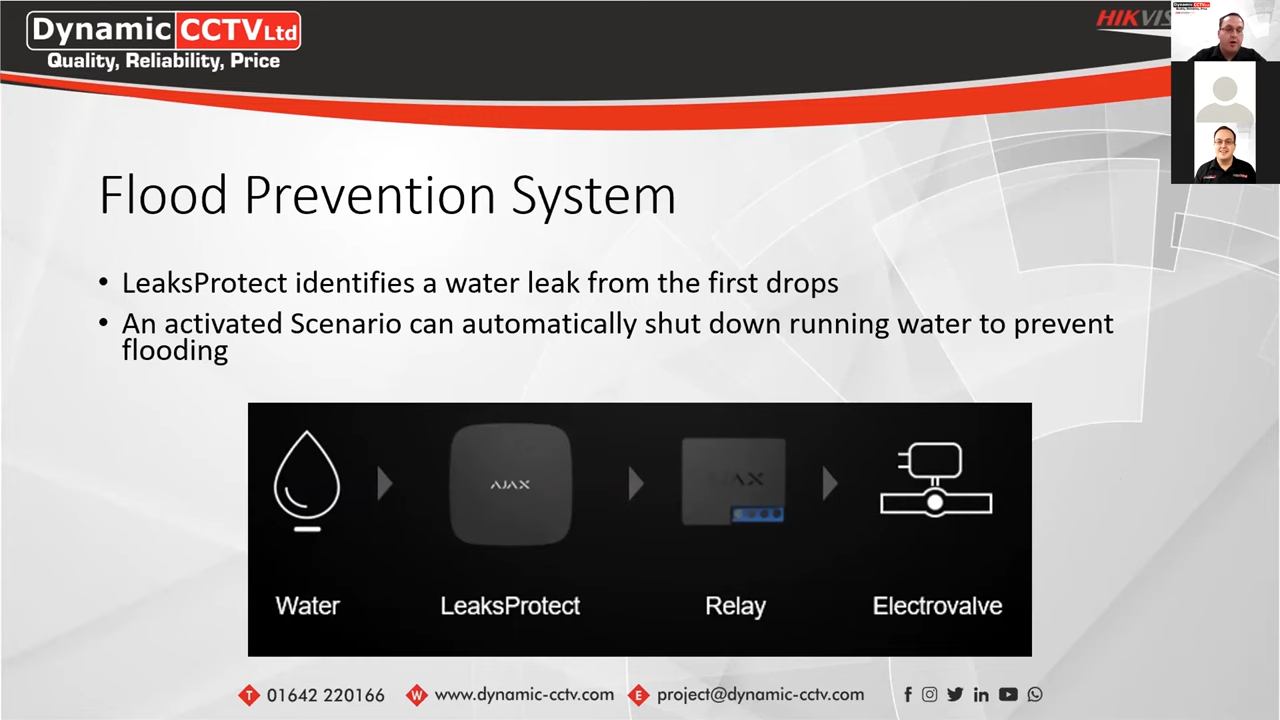 Dynamic CCTV Ltd
Quality, Reliability, Price
HIKVIS
Flood Prevention System
• LeaksProtect identifies a water leak from the first drops
• An activated Scenario can automatically shut down running water to prevent
flooding
AJAX
AJAX
Water
LeaksProtect
Relay
Electrovalve
T 01642 220166 W www.dynamic-cctv.com E project@dynamic-cctv.com